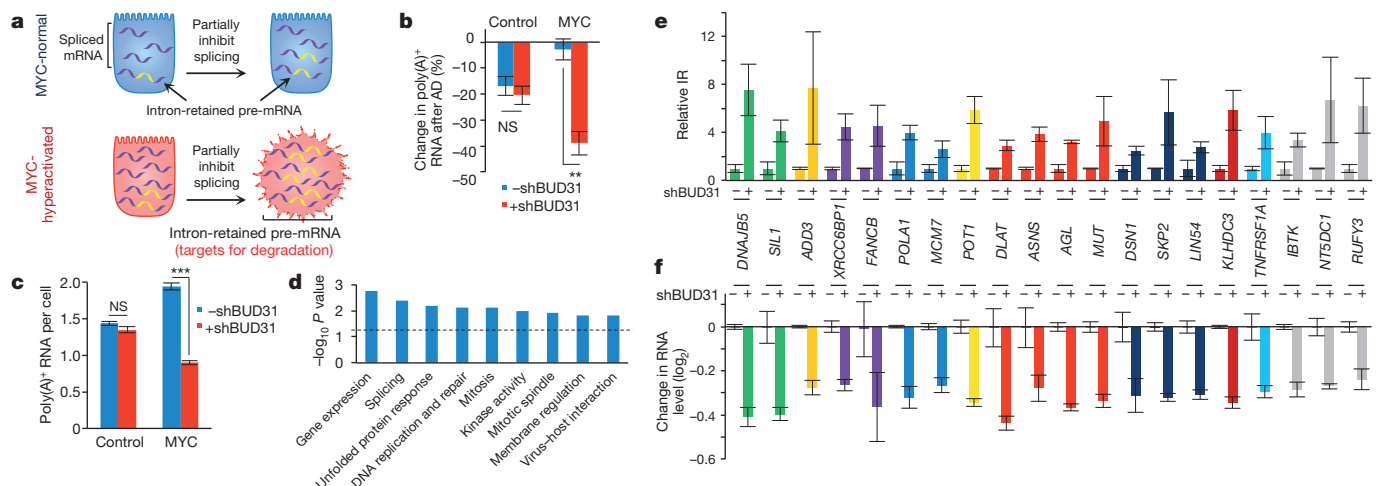 a
MYC-normal
Spliced
mRNA
Partially
inhibit
splicing
Intron-retained pre-mRNA
MYC-
hyperactivated
Partially
inhibit
splicing
Intron-retained pre-mRNA
(targets for degradation)
b
Control MYC
0
–10
–20
–30
–40
–50
Change in poly(A)+
RNA after AD (%)
NS
**
–shBUD31
+shBUD31
c
Poly(A)+ RNA per cell
2.0
1.5
1.0
0.5
0
NS
***
–shBUD31
+shBUD31
Control MYC
d
–log10 P value
3
2
1
0
Gene expression
Splicing
Unfolded protein response
DNA replication and repair
Mitosis
Kinase activity
Mitotic spindle
Membrane regulation
Virus–host interaction
e
Relative IR
12
8
4
0
shBUD31 – + – + – + – + – + – + – + – + – + – + – + – + – + – + – + – + – + – + – + – +
DNAJB5
SIL1
ADD3
XRCC6BP1
FANCB
POLA1
MCM7
POT1
DLAT
ASNS
AGL
MUT
DSN1
SKP2
LIN54
KLHDC3
TNFRSF1A
IBTK
NT5DC1
RUFY3
f
shBUD31 – + – + – + – + – + – + – + – + – + – + – + – + – + – + – + – + – + – + – + – +
Change in RNA
level (log2)
0
–0.2
–0.4
–0.6